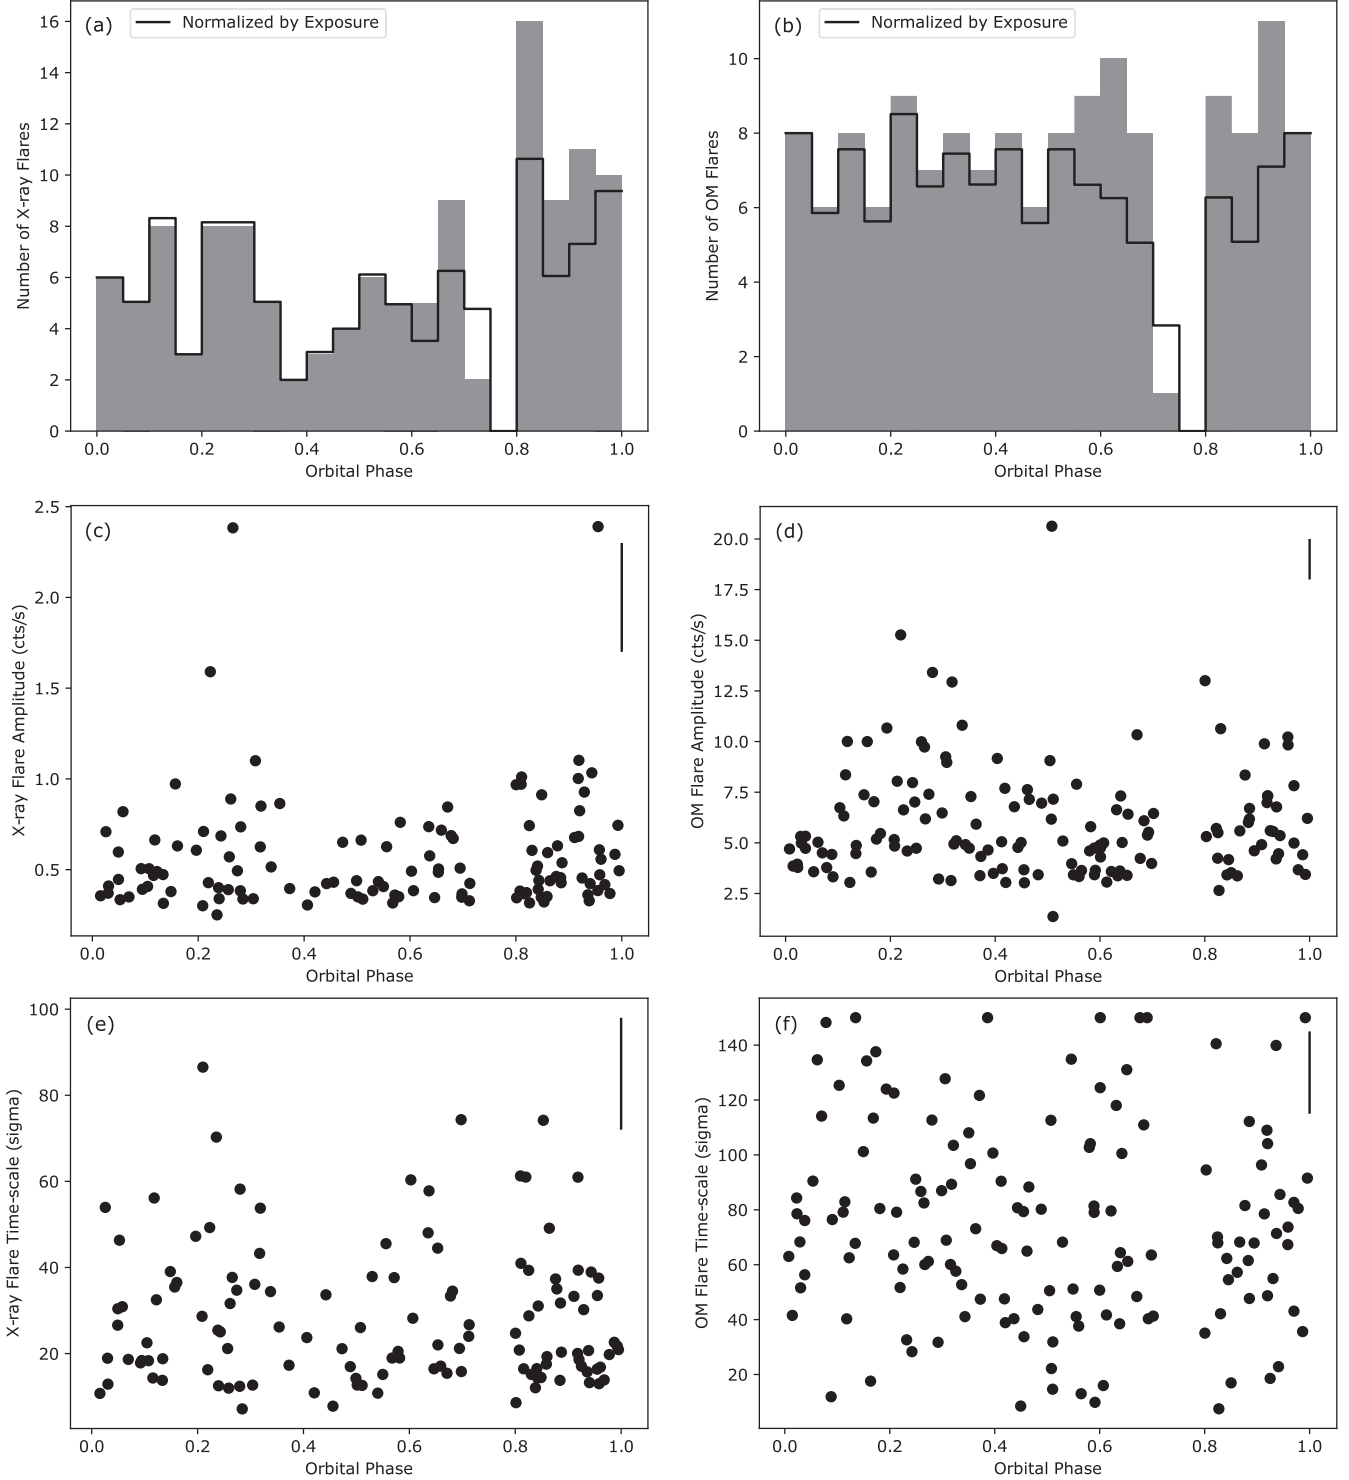 (a)
Normalized by Exposure
16
14
12
10
8
6
4
2
0
Number of X-ray Flares
0.0 0.2 0.4 0.6 0.8 1.0
Orbital Phase
(b)
Normalized by Exposure
10
8
6
4
2
0
Number of OM Flares
0.0 0.2 0.4 0.6 0.8 1.0
Orbital Phase
(c)
2.5
2.0
1.5
1.0
0.5
X-ray Flare Amplitude (cts/s)
0.0 0.2 0.4 0.6 0.8 1.0
Orbital Phase
(d)
20.0
17.5
15.0
12.5
10.0
7.5
5.0
2.5
OM Flare Amplitude (cts/s)
0.0 0.2 0.4 0.6 0.8 1.0
Orbital Phase
(e)
100
80
60
40
20
X-ray Flare Time-scale (sigma)
0.0 0.2 0.4 0.6 0.8 1.0
Orbital Phase
(f)
140
120
100
80
60
40
20
OM Flare Time-scale (sigma)
0.0 0.2 0.4 0.6 0.8 1.0
Orbital Phase